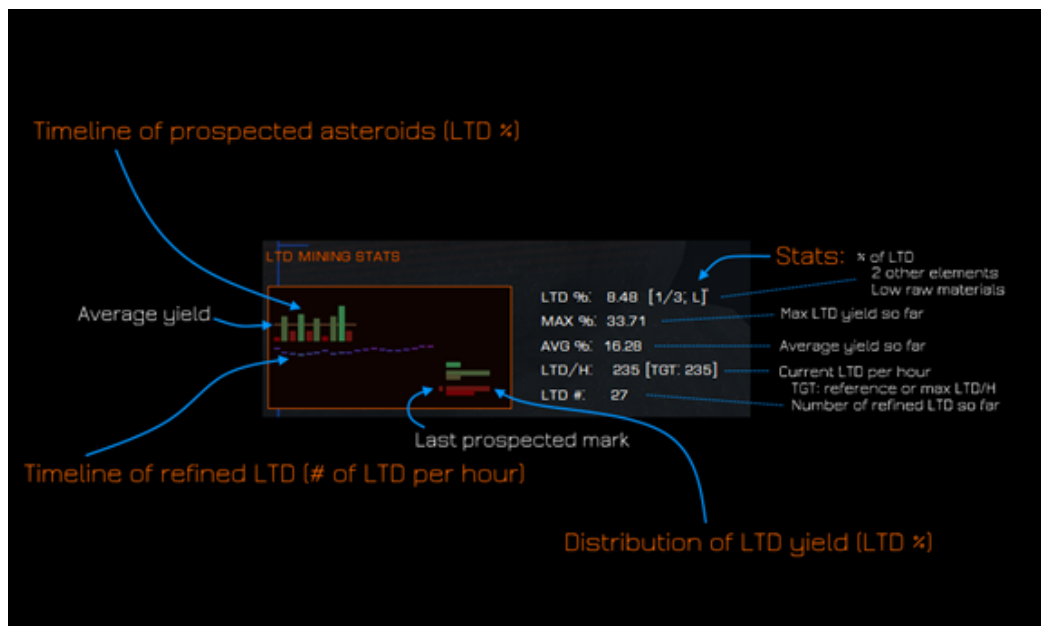 Timeline of prospected asteroids (LTD %)
LTD MINING STATS
Stats: % of LTD
2 other elements
Low raw materials
LTD %: 8.48 [1/3; L]
Average yield
MAX %: 33.71
Max LTD yield so far
AVG %: 16.28
Average yield so far
LTD/H: 235 [TGT: 235]
Current LTD per hour
TGT: reference or max LTD/H
LTD #: 27
Number of refined LTD so far
Last prospected mark
Timeline of refined LTD (# of LTD per hour)
Distribution of LTD yield (LTD %)